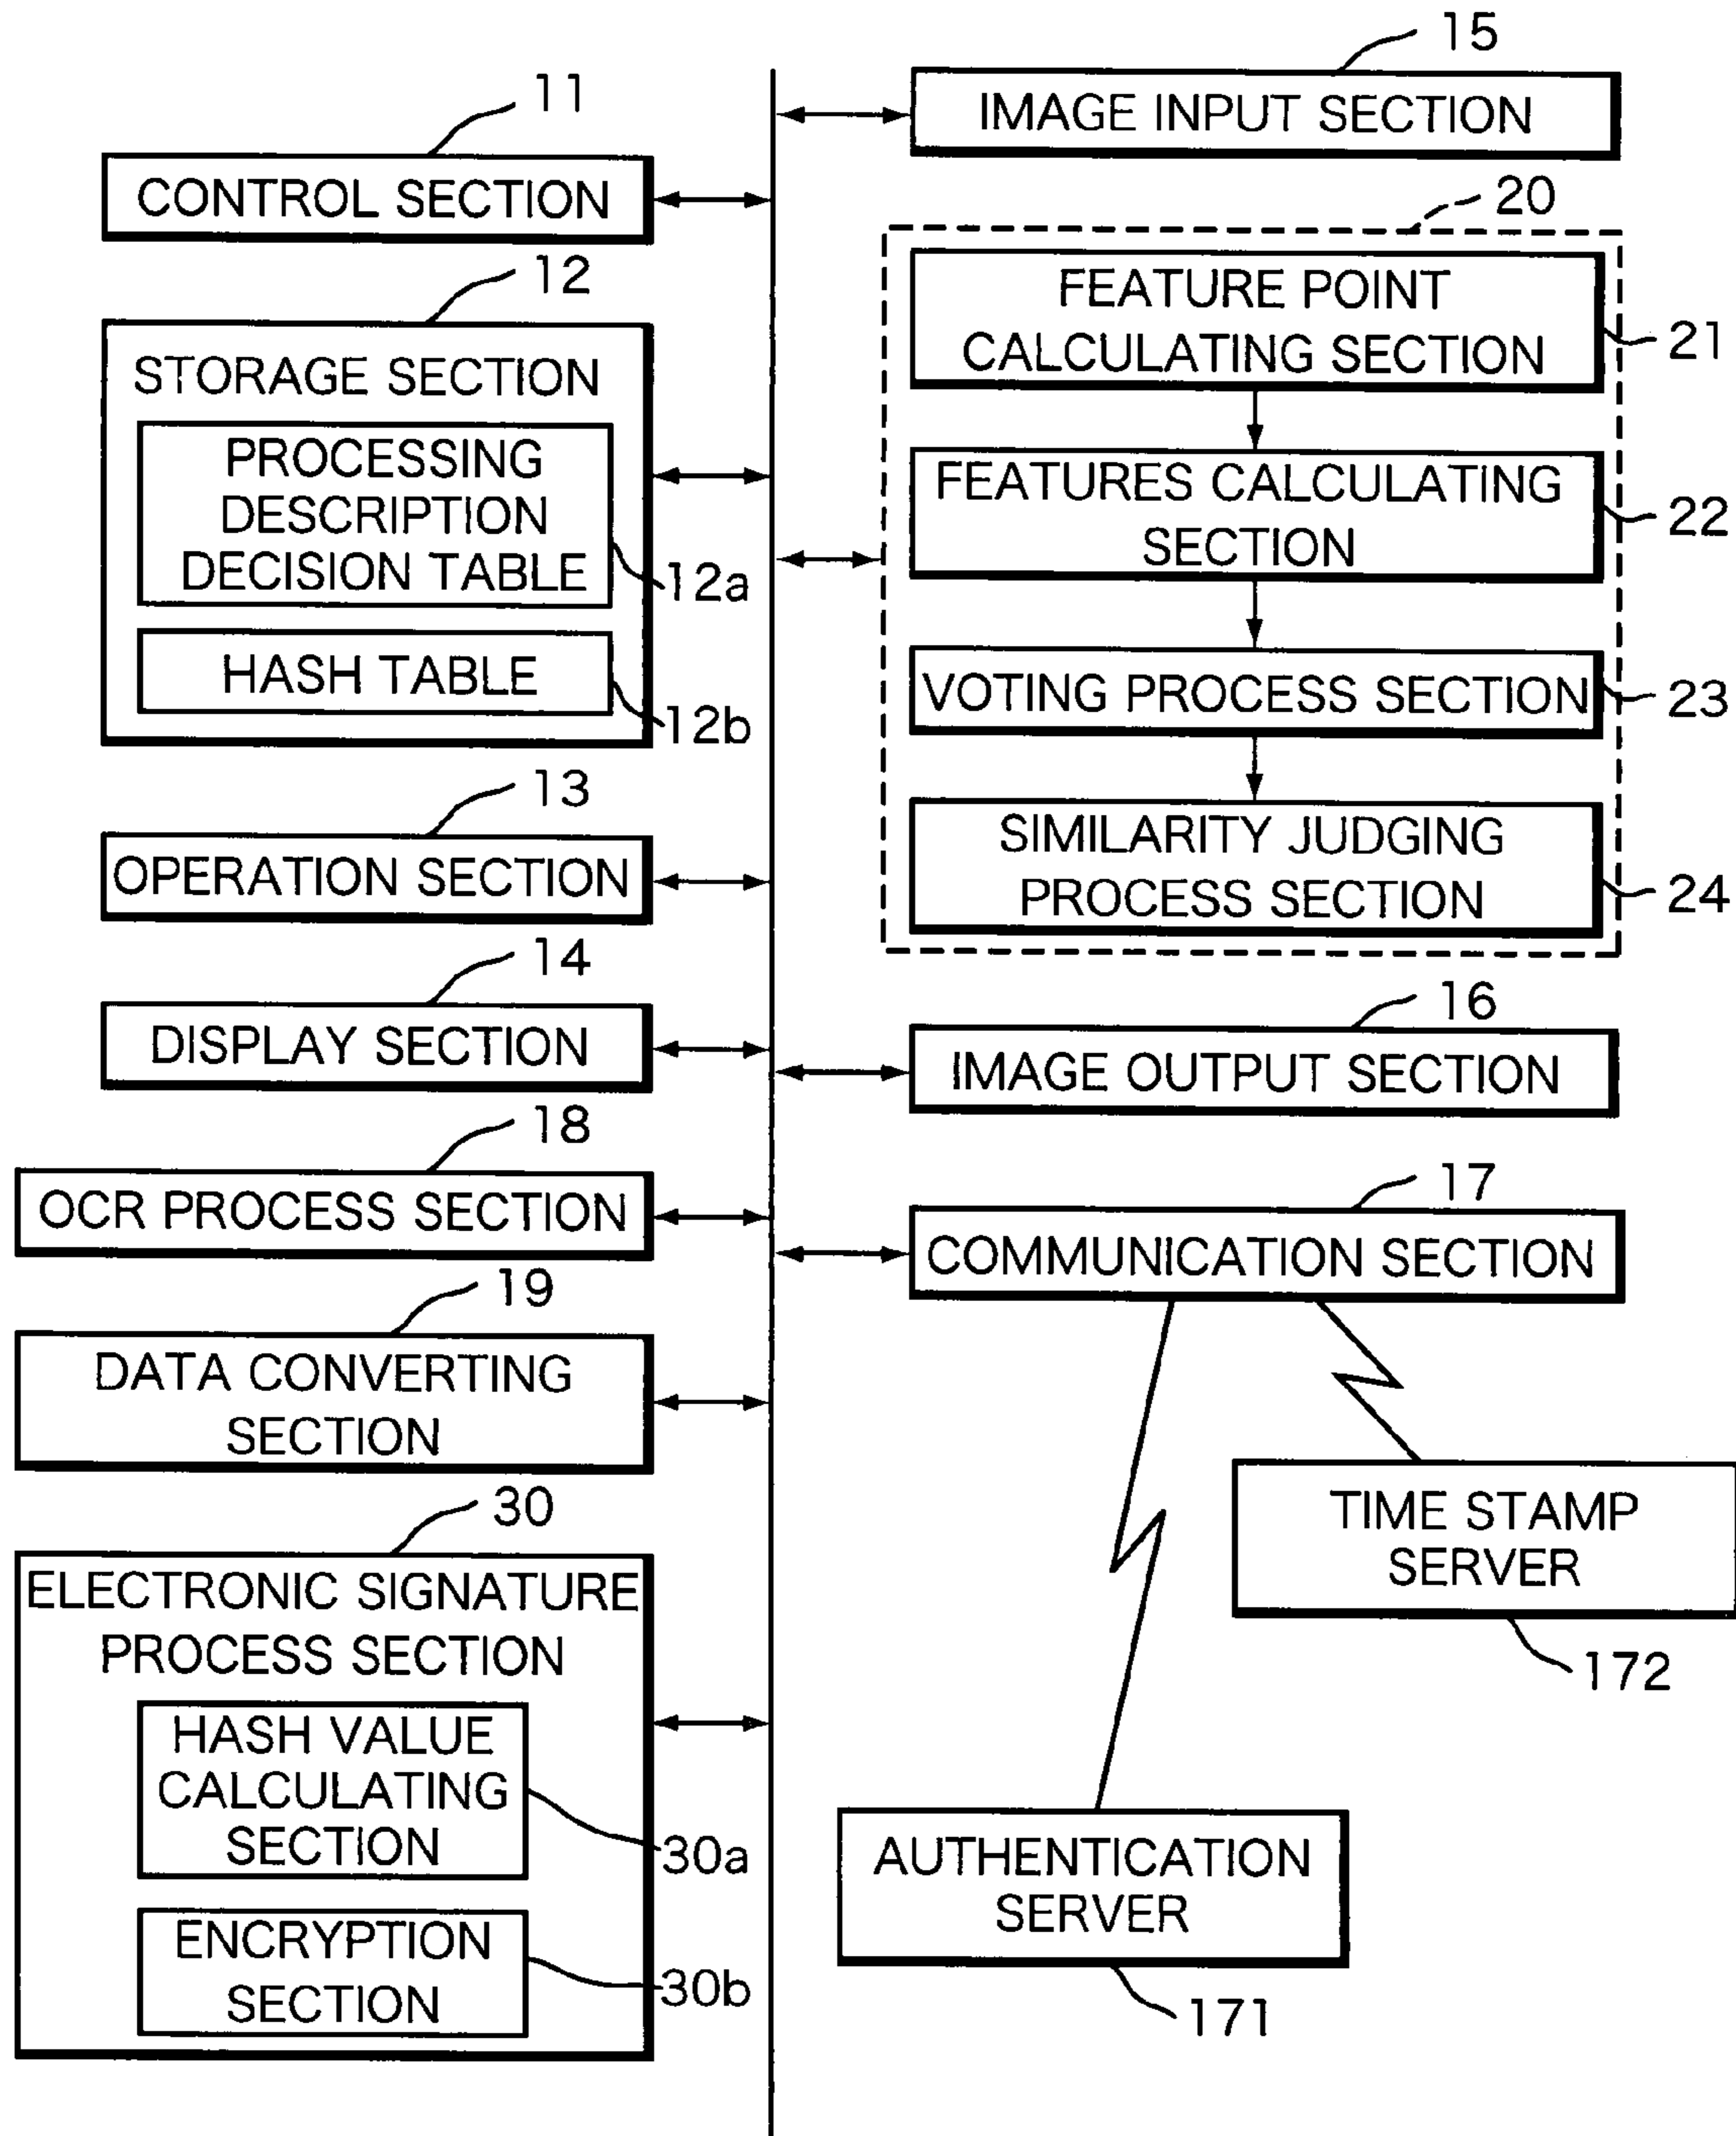 11
CONTROL SECTION
12
STORAGE SECTION
PROCESSING
DESCRIPTION
DECISION TABLE
12a
HASH TABLE
12b
13
OPERATION SECTION
14
DISPLAY SECTION
18
OCR PROCESS SECTION
19
DATA CONVERTING
SECTION
30
ELECTRONIC SIGNATURE
PROCESS SECTION
HASH VALUE
CALCULATING
SECTION
30a
ENCRYPTION
SECTION
30b
15
IMAGE INPUT SECTION
20
FEATURE POINT
CALCULATING SECTION
21
FEATURES CALCULATING
SECTION
22
VOTING PROCESS SECTION
23
SIMILARITY JUDGING
PROCESS SECTION
24
16
IMAGE OUTPUT SECTION
17
COMMUNICATION SECTION
TIME STAMP
SERVER
172
AUTHENTICATION
SERVER
171